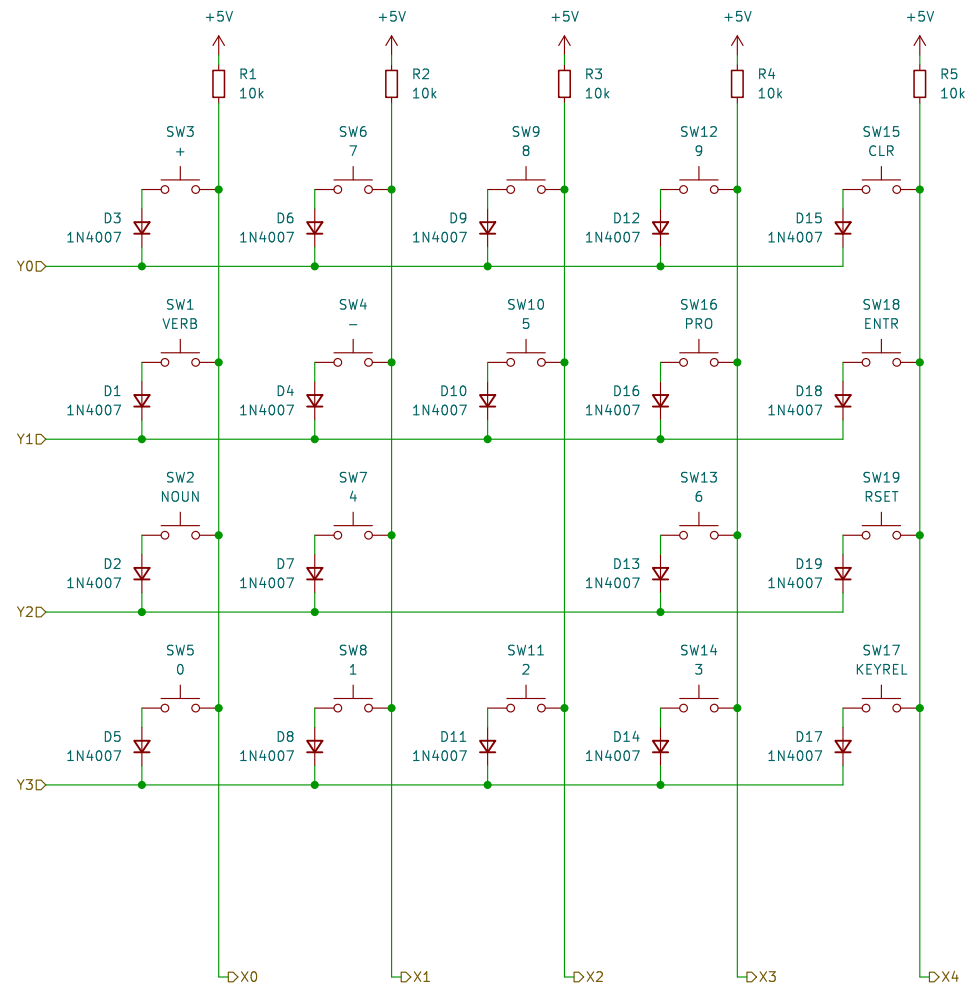 +5V +5V +5V +5V +5V
R1 R2 R3 R4 R5
10k 10k 10k 10k 10k
SW3 SW6 SW9 SW12 SW15
+ 7 8 9 CLR
D3 D6 D9 D12 D15
1N4007 1N4007 1N4007 1N4007 1N4007
Y0
SW1 SW4 SW10 SW16 SW18
VERB - 5 PRO ENTR
D1 D4 D10 D16 D18
1N4007 1N4007 1N4007 1N4007 1N4007
Y1
SW2 SW7 SW13 SW19
NOUN 4 6 RSET
D2 D7 D13 D19
1N4007 1N4007 1N4007 1N4007
Y2
SW5 SW8 SW11 SW14 SW17
0 1 2 3 KEYREL
D5 D8 D11 D14 D17
1N4007 1N4007 1N4007 1N4007 1N4007
Y3
X0 X1 X2 X3 X4